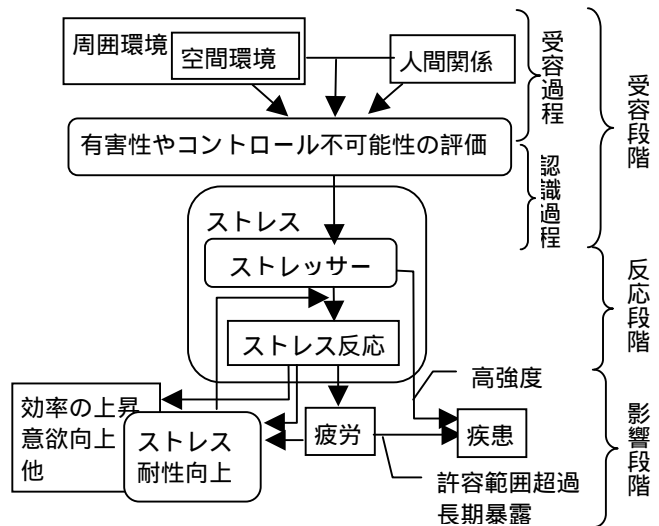 周囲環境
空間環境
人間関係
受容過程
受容段階
有害性やコントロール不可能性の評価
認識過程
ストレス
ストレッサー
ストレス反応
反応段階
高強度
効率の上昇
意欲向上
他
ストレス
耐性向上
疲労
疾患
影響段階
許容範囲超過
長期暴露